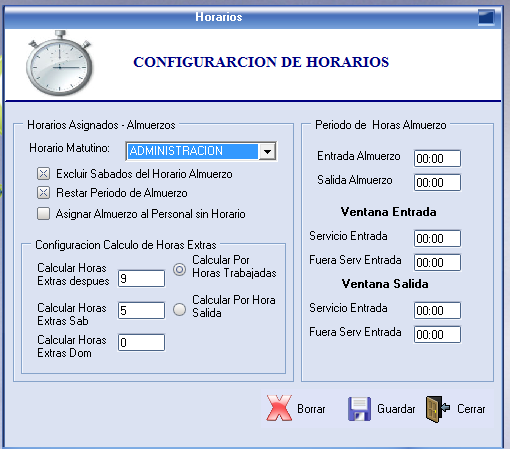 Horarios
CONFIGURARCION DE HORARIOS
Horarios Asignados - Almuerzos
Horario Matutino: ADMINISTRACION
Excluir Sabados del Horario Almuerzo
Restar Periodo de Almuerzo
Asignar Almuerzo al Personal sin Horario
Configuracion Calculo de Horas Extras
Calcular Horas
Extras despues 9
Calcular Por
Horas Trabajadas
Calcular Horas
Extras Sab 5
Calcular Por Hora
Salida
Calcular Horas
Extras Dom 0
Periodo de Horas Almuerzo
Entrada Almuerzo 00:00
Salida Almuerzo 00:00
Ventana Entrada
Servicio Entrada 00:00
Fuera Serv Entrada 00:00
Ventana Salida
Servicio Entrada 00:00
Fuera Serv Entrada 00:00
Borrar Guardar Cerrar